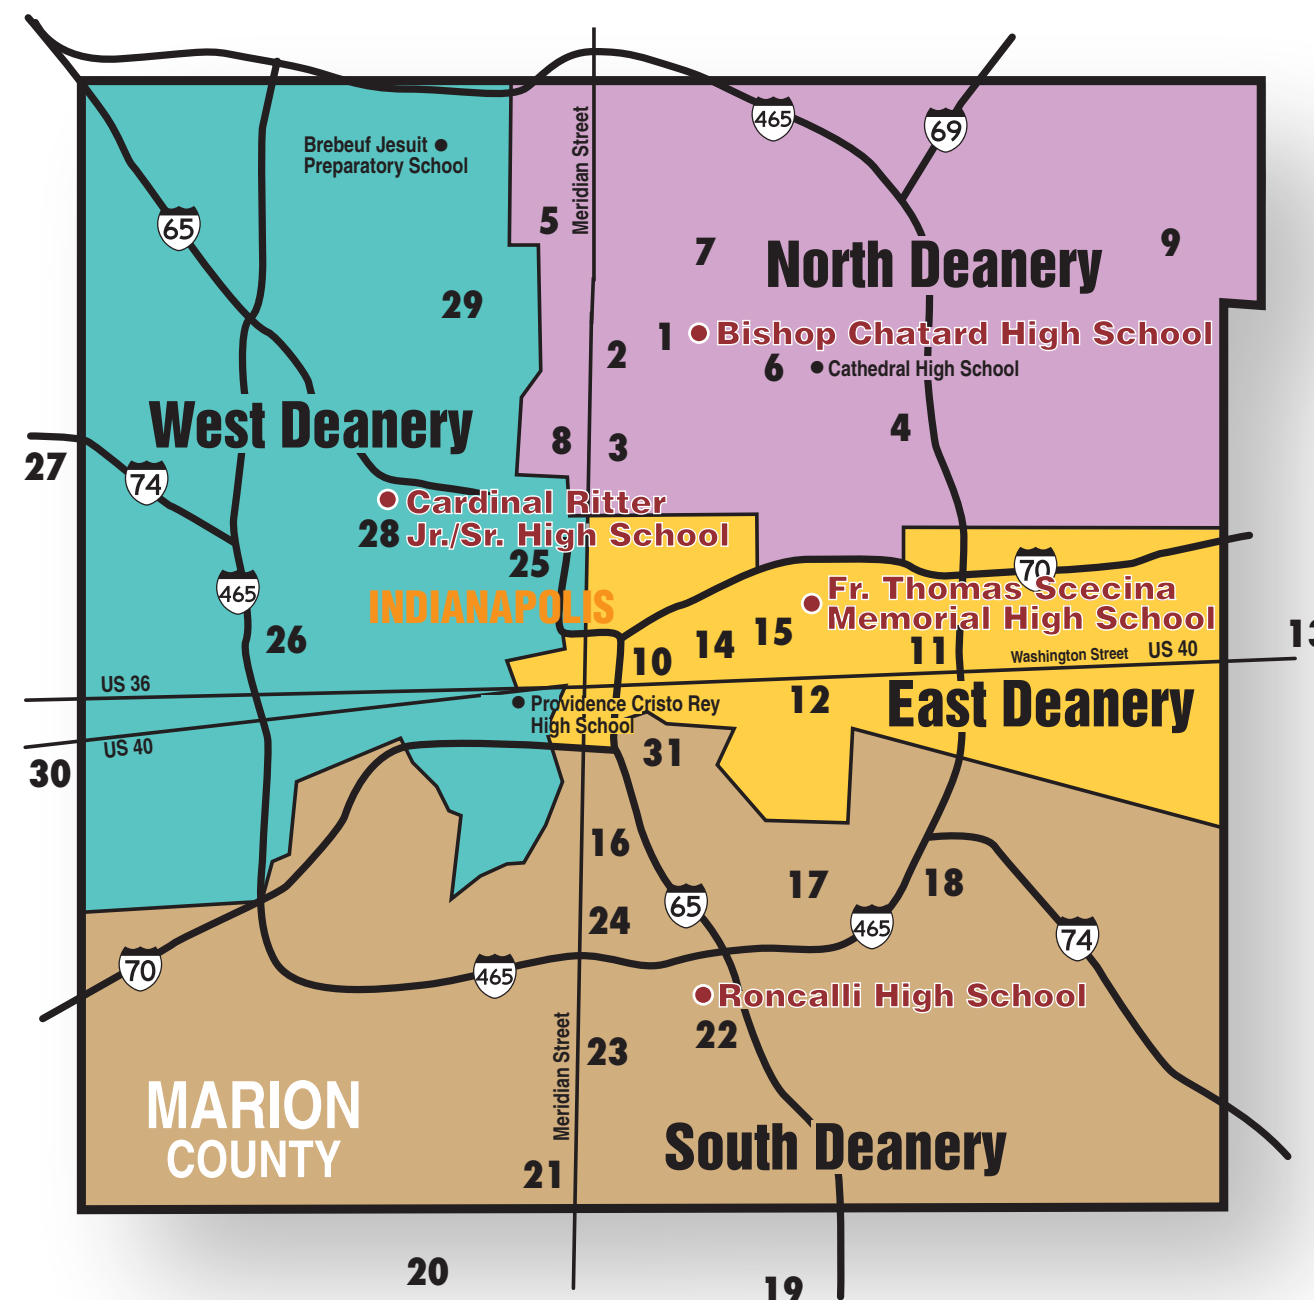 465
69
Meridian Street
Brebeuf Jesuit
Preparatory School
65
5
7
North Deanery
9
29
1
Bishop Chatard High School
2
6
Cathedral High School
West Deanery
8
3
4
27
74
Cardinal Ritter
28
Jr./Sr. High School
25
70
465
INDIANAPOLIS
Fr. Thomas Scecina
Memorial High School
26
10
14
15
11
Washington Street
US 40
13
US 36
12
East Deanery
Providence Cristo Rey
High School
US 40
30
31
16
17
18
65
24
465
74
70
465
Roncalli High School
22
Meridian Street
23
MARION
COUNTY
South Deanery
21
20
19